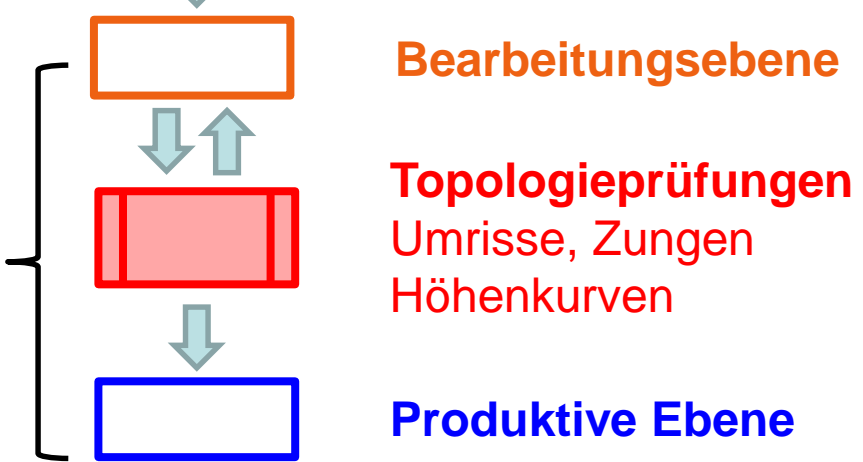 Bearbeitungsebene
Topologieprüfungen
Umrisse, Zungen
Höhenkurven
Produktive Ebene